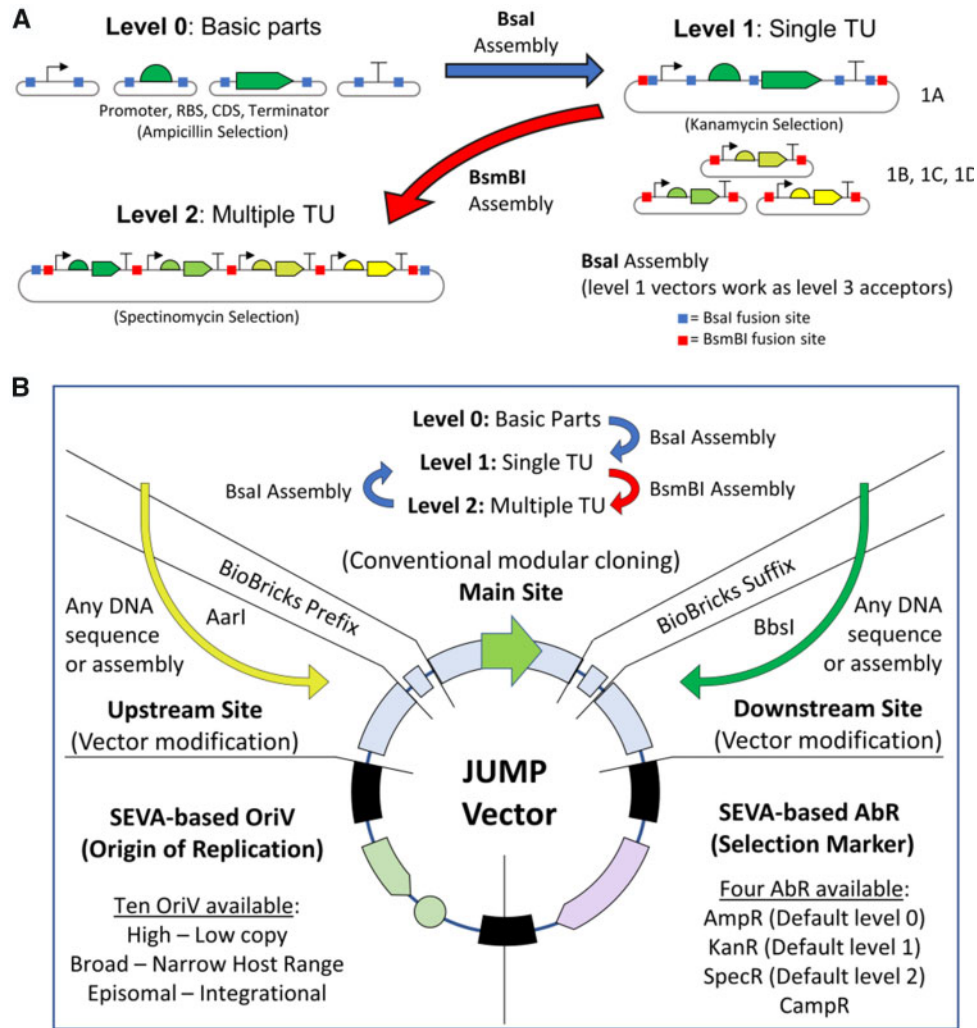 A
Level 0: Basic parts
Promoter, RBS, CDS, Terminator
(Ampicillin Selection)
BsaI
Assembly
Level 1: Single TU
1A
(Kanamycin Selection)
1B, 1C, 1D
BsmBI
Assembly
Level 2: Multiple TU
(Spectinomycin Selection)
BsaI Assembly
(level 1 vectors work as level 3 acceptors)
= BsaI fusion site
= BsmBI fusion site
B
Level 0: Basic Parts
BsaI Assembly
Level 1: Single TU
BsaI Assembly
BsmBI Assembly
Level 2: Multiple TU
(Conventional modular cloning)
Main Site
BioBricks Prefix
BioBricks Suffix
AarI
Any DNA
sequence
or assembly
BbsI
Any DNA
sequence
or assembly
Upstream Site
(Vector modification)
Downstream Site
(Vector modification)
JUMP
Vector
SEVA-based OriV
(Origin of Replication)
Ten OriV available:
High – Low copy
Broad – Narrow Host Range
Episomal – Integrational
SEVA-based AbR
(Selection Marker)
Four AbR available:
AmpR (Default level 0)
KanR (Default level 1)
SpecR (Default level 2)
CampR